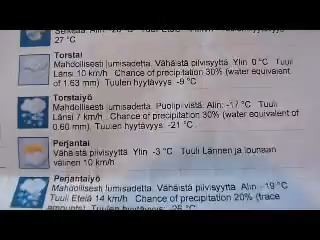 27 °C
Torstai
Mahdollisesti lumisadetta. Vähäistä pilvisyyttä Ylin 0 °C Tuuli
Länsi 10 km/h Chance of precipitation 30% (water equivalent
of 1.63 mm) Tuulen hyytävyys -9 °C
Torstaiyö
Mahdollisesti lumisadetta. Puolipilvistä. Alin: -17 °C Tuuli
Länsi 7 km/h Chance of precipitation 30% (water equivalent of
0.60 mm) Tuulen hyytävyys: -21 °C
Perjantai
Vähäistä pilvisyyttä Ylin -3 °C Tuuli Lännen ja lounaan
välinen 10 km/h
Perjantaiyö
Mahdollisesti lumisadetta. Vähäistä pilvisyyttä Alin -19 °C
Tuuli Etelä 14 km/h Chance of precipitation 20% (trace
amounts) Tuulen hyytävyys: °C